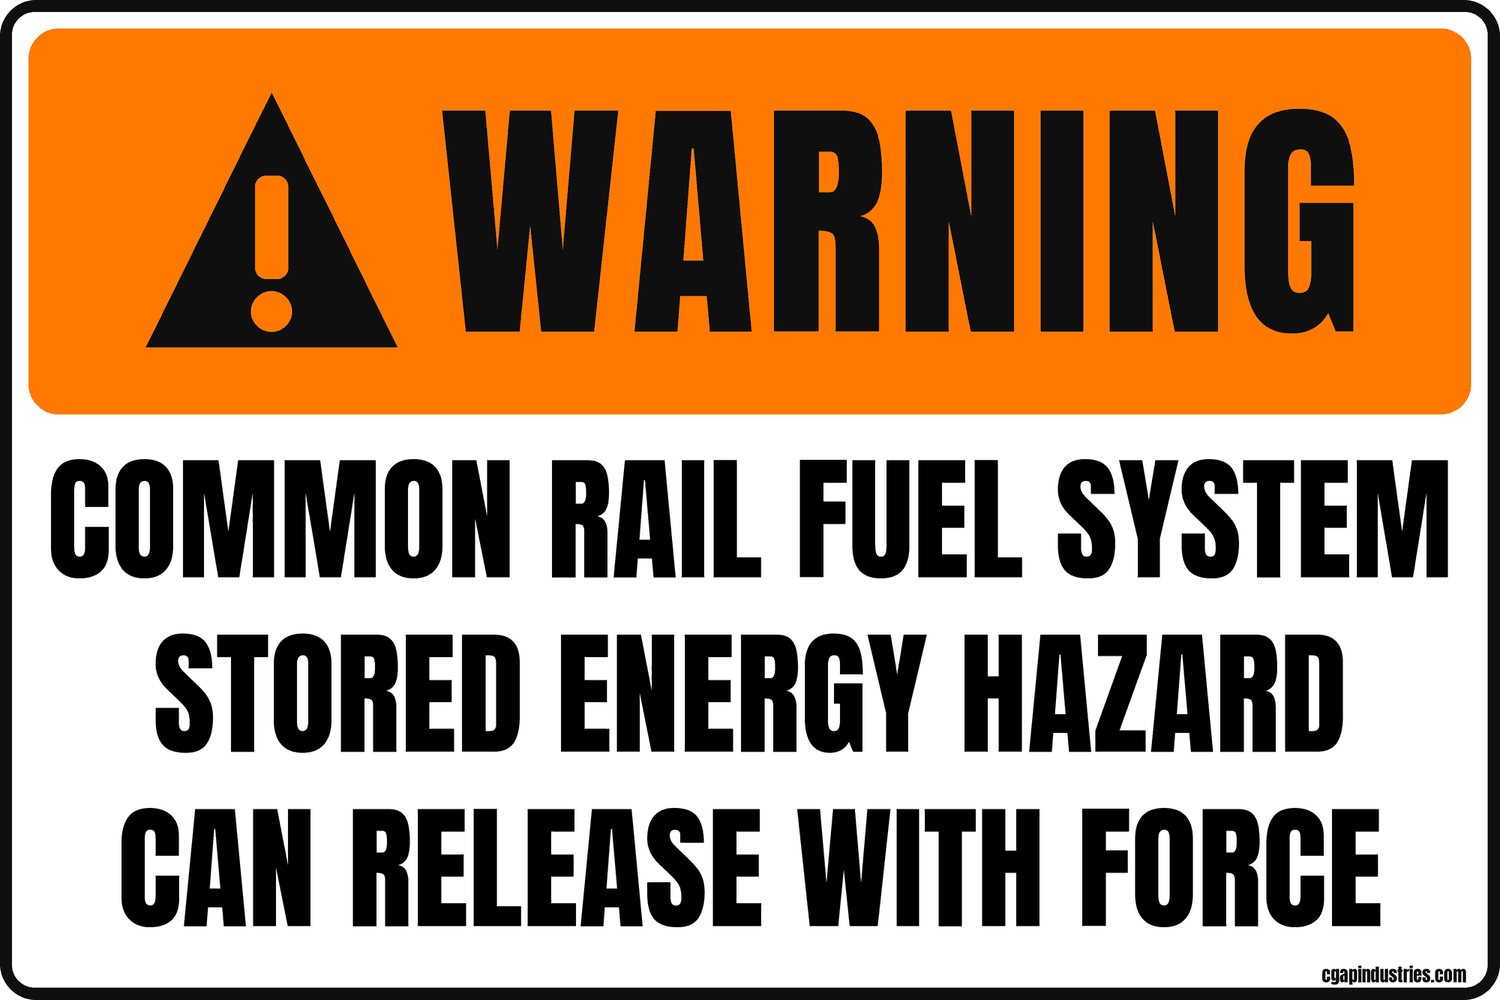 WARNING
COMMON RAIL FUEL SYSTEM
STORED ENERGY HAZARD
CAN RELEASE WITH FORCE
cgapindustries.com